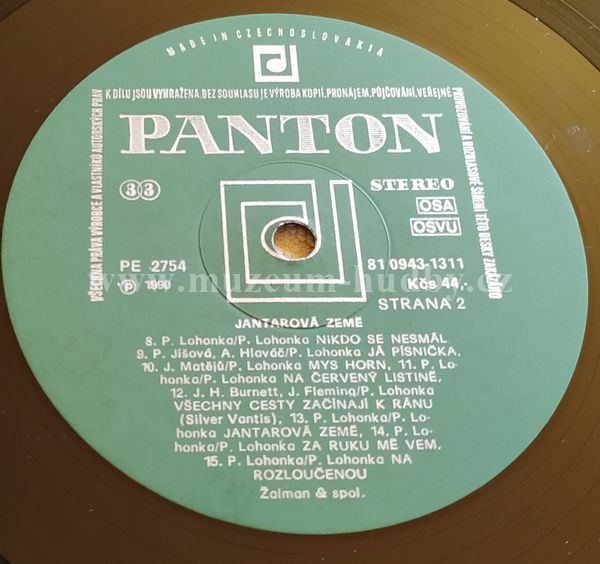 MADE IN CZECHOSLOVAKIA
VŠECHNA PRÁVA VÝROBCE A VLASTNÍKŮ AUTORSKÝCH PRAV
K DÍLU JSOU VYHRAŽENA. BEZ SOUHLASU JE VÝROBA KOPIÍ, PRONÁJEM, PŮJČOVÁNÍ, VEŘEJNÉ
PROVOZOVÁNÍ A ROZHLASOVÉ ŠÍŘENÍ TÉTO DESKY ZAKÁZÁNO
PANTON
33
STEREO
OSA
OSVU
PE 2754
81 0943-1311
℗ 1990
Kčs 44,
www.muzeum-hudby.cz
STRANA 2
JANTAROVÁ ZEMĚ
8. P. Lohonka/P. Lohonka NIKDO SE NESMÁL
9. P. Jíšová, A. Hlaváč/P. Lohonka JÁ PÍSNIČKA,
10. J. Matějů/P. Lohonka MYS HORN, 11. P. Lo-
honka/P. Lohonka NA ČERVENÝ LISTINĚ,
12. J. H. Burnett, J. Fleming/P. Lohonka
VŠECHNY CESTY ZAČÍNAJÍ K RÁNU
(Silver Vantis), 13. P. Lohonka/P. Lo-
honka JANTAROVÁ ZEMĚ, 14. P. Lo-
honka/P. Lohonka ZA RUKU MĚ VEM,
15. P. Lohonka/P. Lohonka NA
ROZLOUČENOU
Žalman & spol.